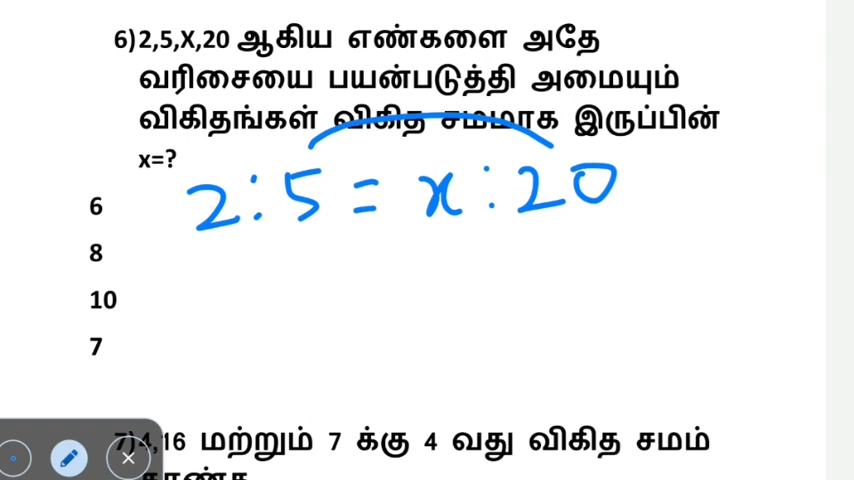 6)2,5,X,20 ஆகிய எண்களை அதே
வரிசையை பயன்படுத்தி அமையும்
விகிதங்கள் விகித சமமாக இருப்பின்
x=?
2:5 = x:20
6
8
10
7
7)4,16 மற்றும் 7 க்கு 4 வது விகித சமம்